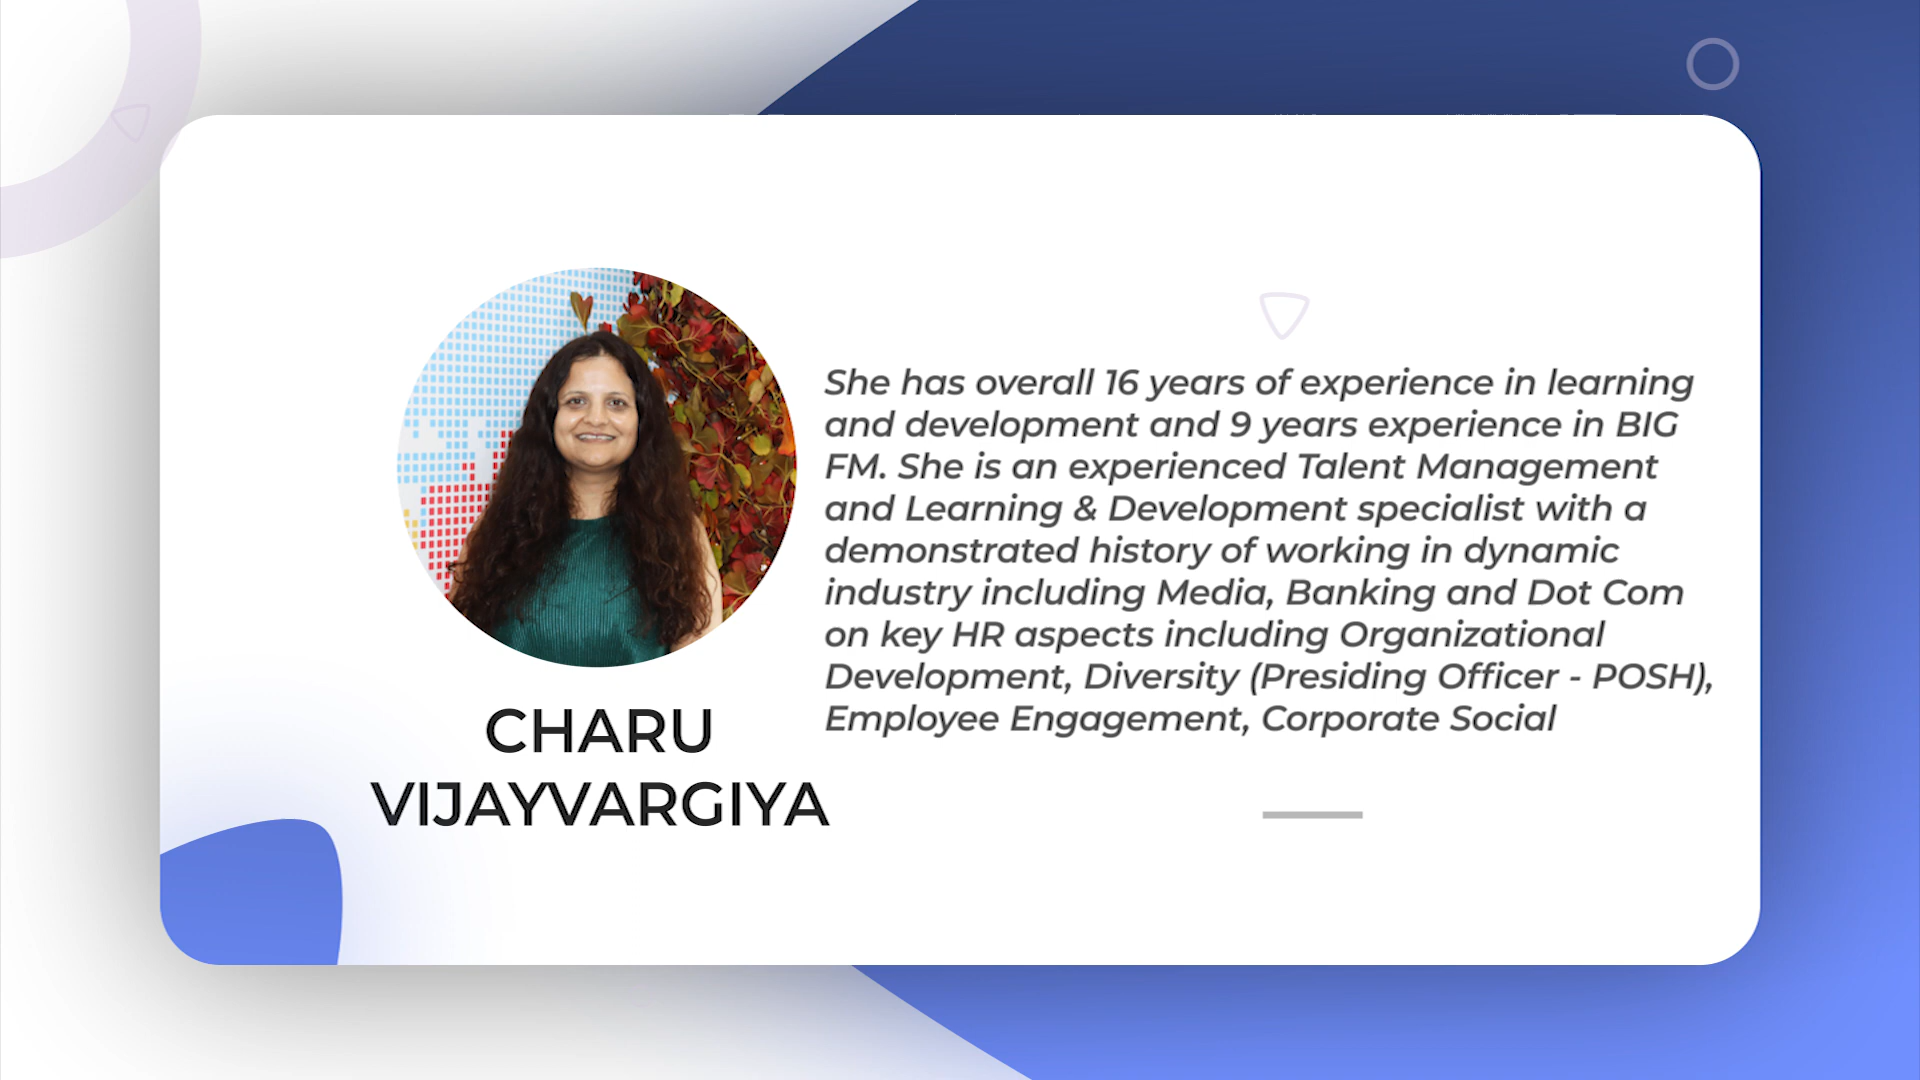 CHARU
VIJAYVARGIYA
She has overall 16 years of experience in learning
and development and 9 years experience in BIG
FM. She is an experienced Talent Management
and Learning & Development specialist with a
demonstrated history of working in dynamic
industry including Media, Banking and Dot Com
on key HR aspects including Organizational
Development, Diversity (Presiding Officer - POSH),
Employee Engagement, Corporate Social